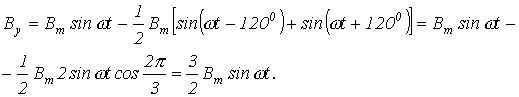 B_y = B_m sin ωt − 1/2 B_m [sin(ωt − 120⁰) + sin(ωt + 120⁰)] = B_m sin ωt −
− 1/2 B_m 2 sin ωt cos 2π/3 = 3/2 B_m sin ωt.